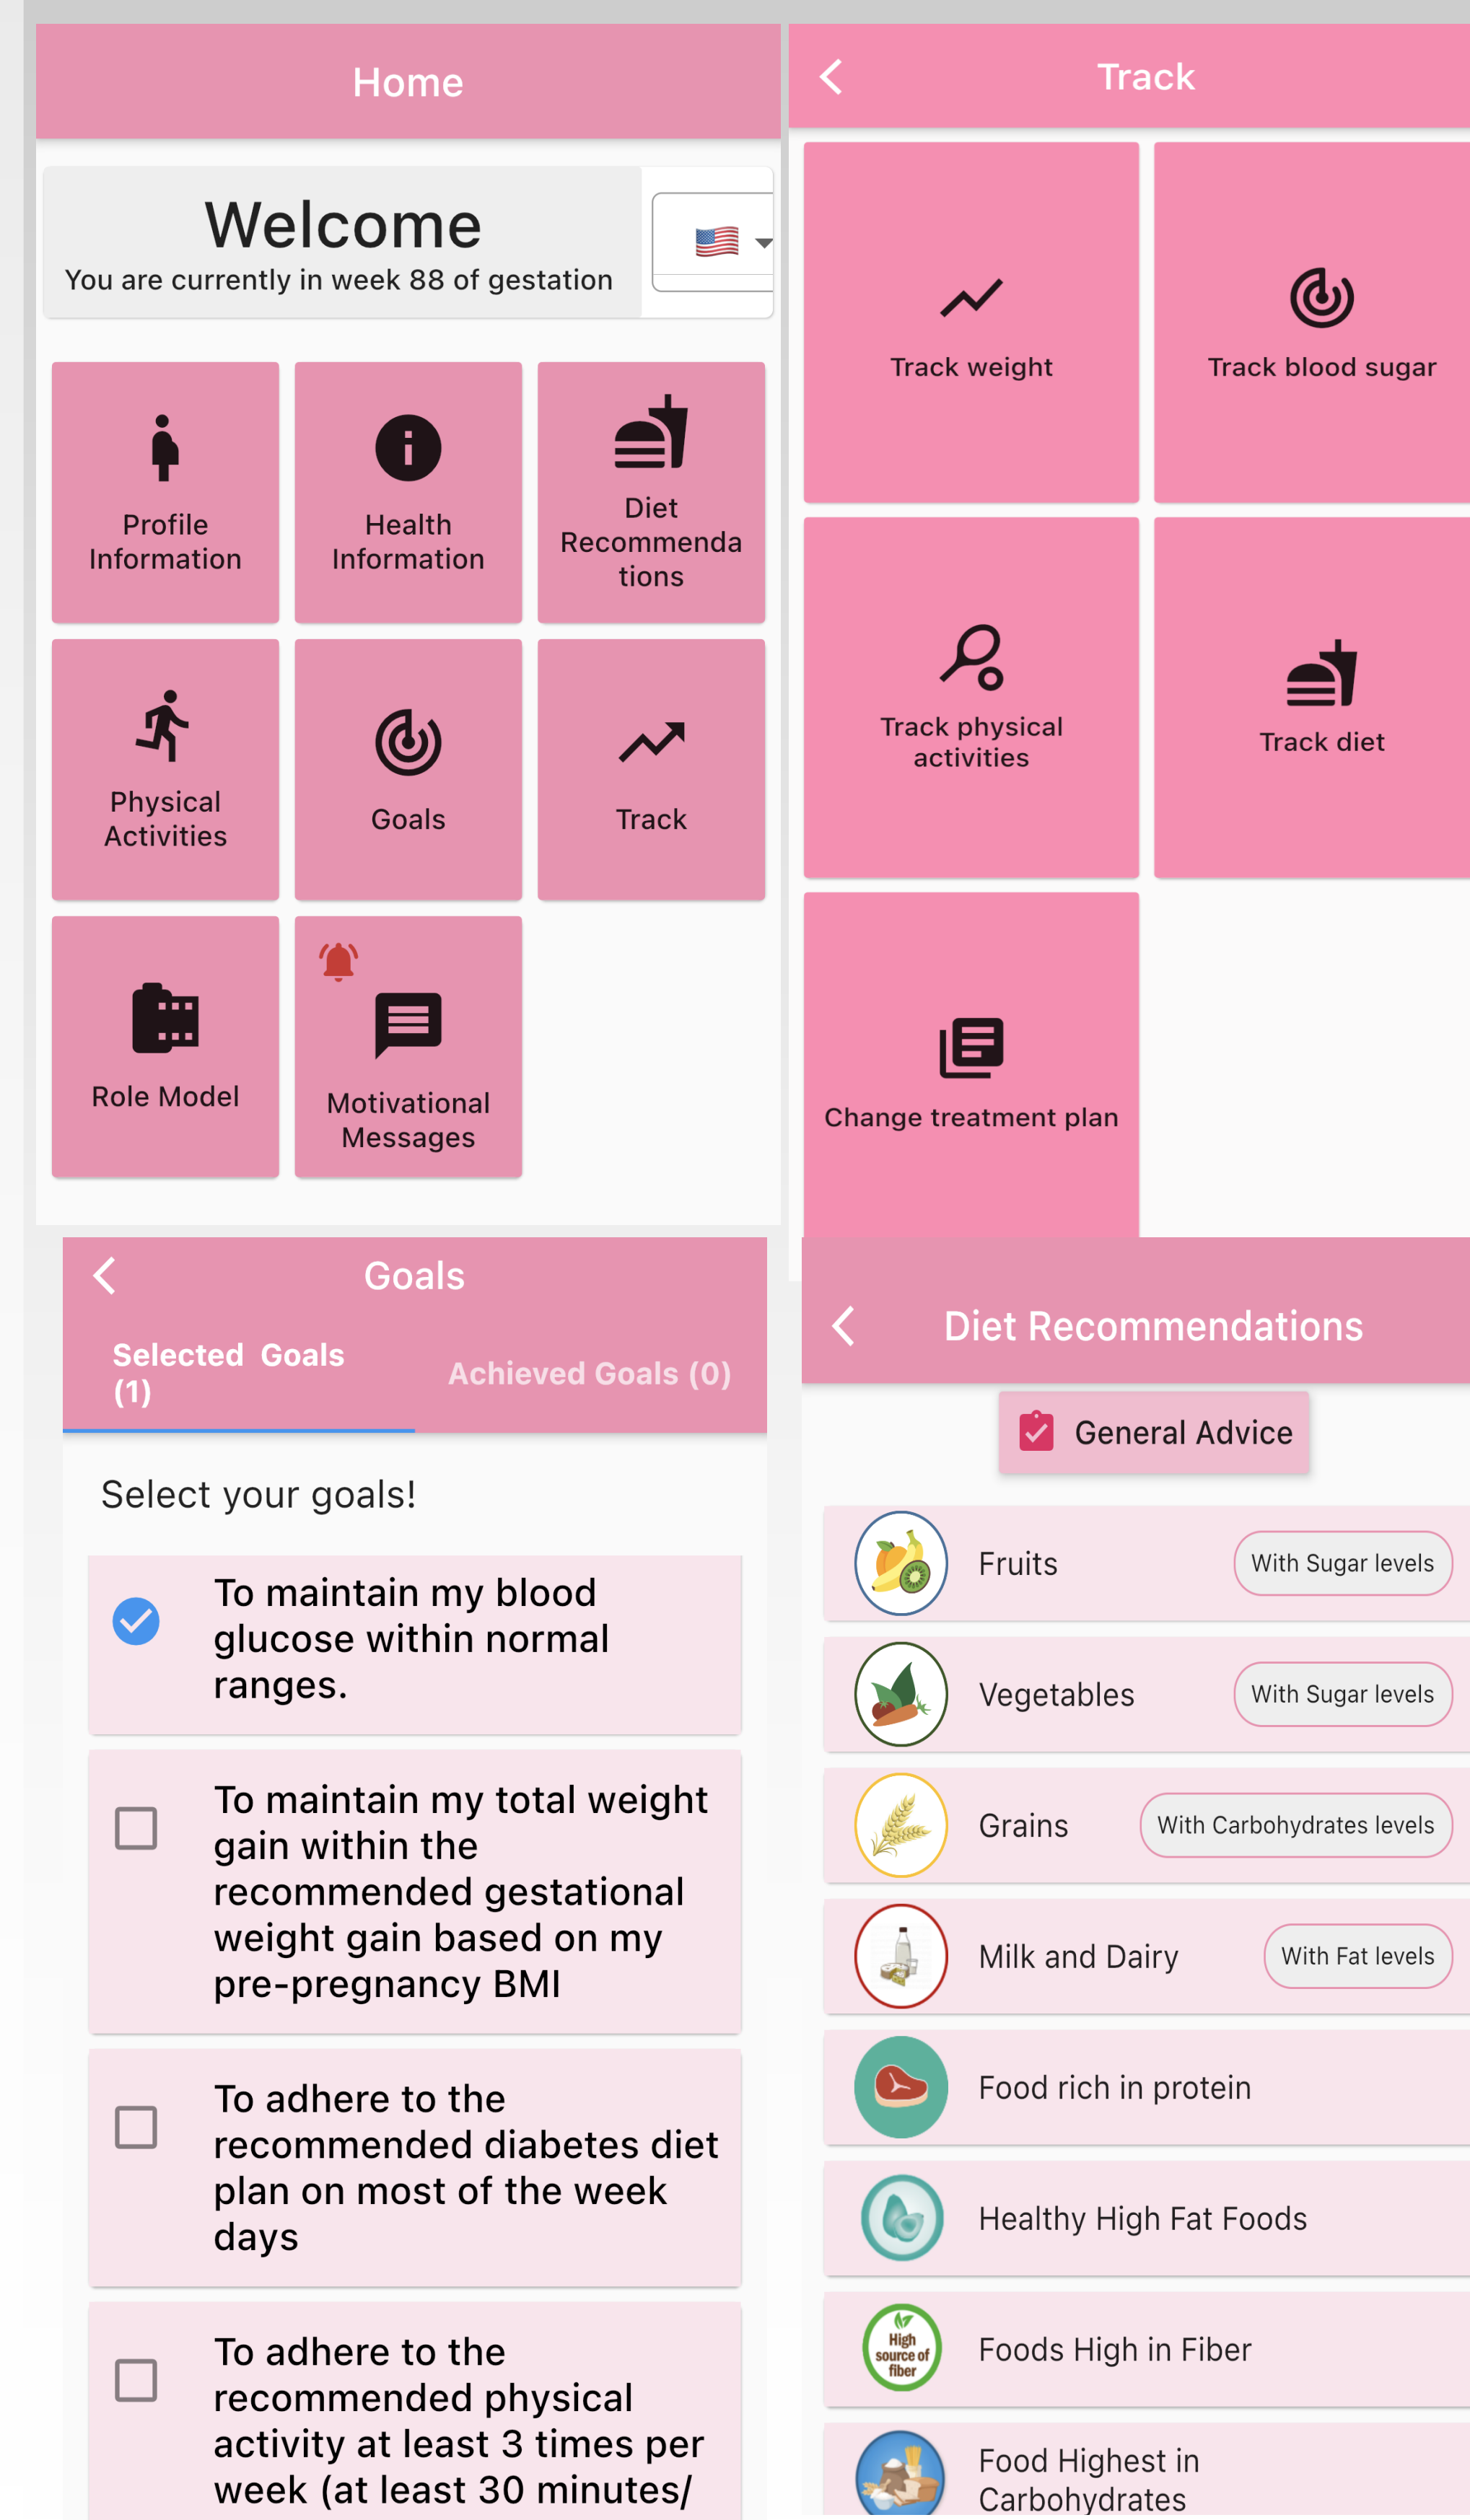 Home
Welcome
You are currently in week 88 of gestation
Profile
Information
Health
Information
Diet
Recommenda
tions
Physical
Activities
Goals
Track
Role Model
Motivational
Messages
Track
Track weight
Track blood sugar
Track physical
activities
Track diet
Change treatment plan
Goals
Selected Goals
(1)
Achieved Goals (0)
Select your goals!
To maintain my blood
glucose within normal
ranges.
To maintain my total weight
gain within the
recommended gestational
weight gain based on my
pre-pregnancy BMI
To adhere to the
recommended diabetes diet
plan on most of the week
days
To adhere to the
recommended physical
activity at least 3 times per
week (at least 30 minutes/
Diet Recommendations
General Advice
Fruits
With Sugar levels
Vegetables
With Sugar levels
Grains
With Carbohydrates levels
Milk and Dairy
With Fat levels
Food rich in protein
Healthy High Fat Foods
High
source of
fiber
Foods High in Fiber
Food Highest in
Carbohydrates